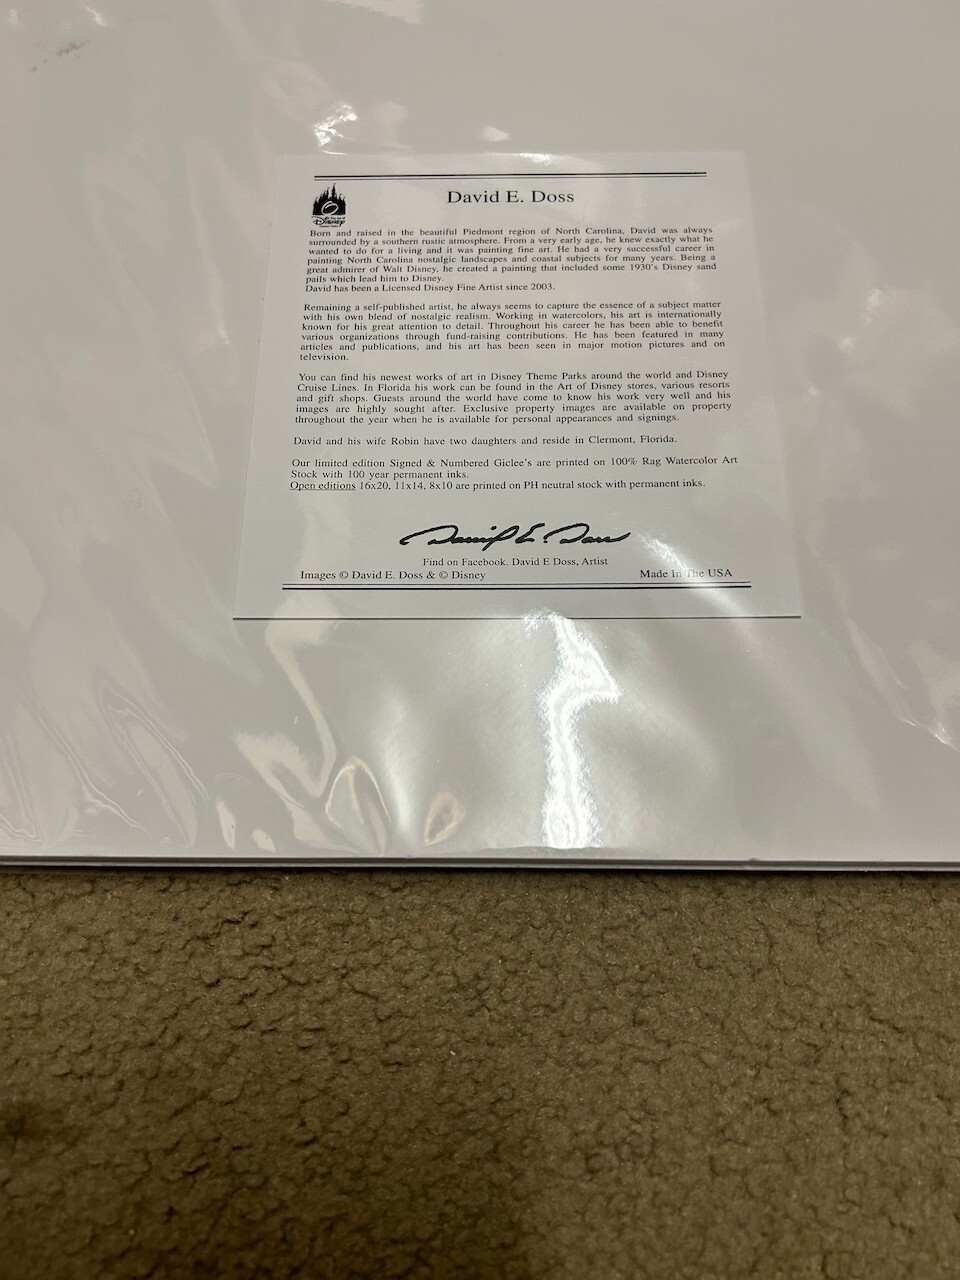 David E. Doss
The Art of
Disney
Theme Parks
Born and raised in the beautiful Piedmont region of North Carolina, David was always
surrounded by a southern rustic atmosphere. From a very early age, he knew exactly what he
wanted to do for a living and it was painting fine art. He had a very successful career in
painting North Carolina nostalgic landscapes and coastal subjects for many years. Being a
great admirer of Walt Disney, he created a painting that included some 1930's Disney sand
pails which lead him to Disney.
David has been a Licensed Disney Fine Artist since 2003.
Remaining a self-published artist, he always seems to capture the essence of a subject matter
with his own blend of nostalgic realism. Working in watercolors, his art is internationally
known for his great attention to detail. Throughout his career he has been able to benefit
various organizations through fund-raising contributions. He has been featured in many
articles and publications, and his art has been seen in major motion pictures and on
television.
You can find his newest works of art in Disney Theme Parks around the world and Disney
Cruise Lines. In Florida his work can be found in the Art of Disney stores, various resorts
and gift shops. Guests around the world have come to know his work very well and his
images are highly sought after. Exclusive property images are available on property
throughout the year when he is available for personal appearances and signings.
David and his wife Robin have two daughters and reside in Clermont, Florida.
Our limited edition Signed & Numbered Giclee's are printed on 100% Rag Watercolor Art
Stock with 100 year permanent inks.
Open editions 16x20, 11x14, 8x10 are printed on PH neutral stock with permanent inks.
David E. Doss
Find on Facebook. David E Doss, Artist
Images © David E. Doss & © Disney Made In The USA